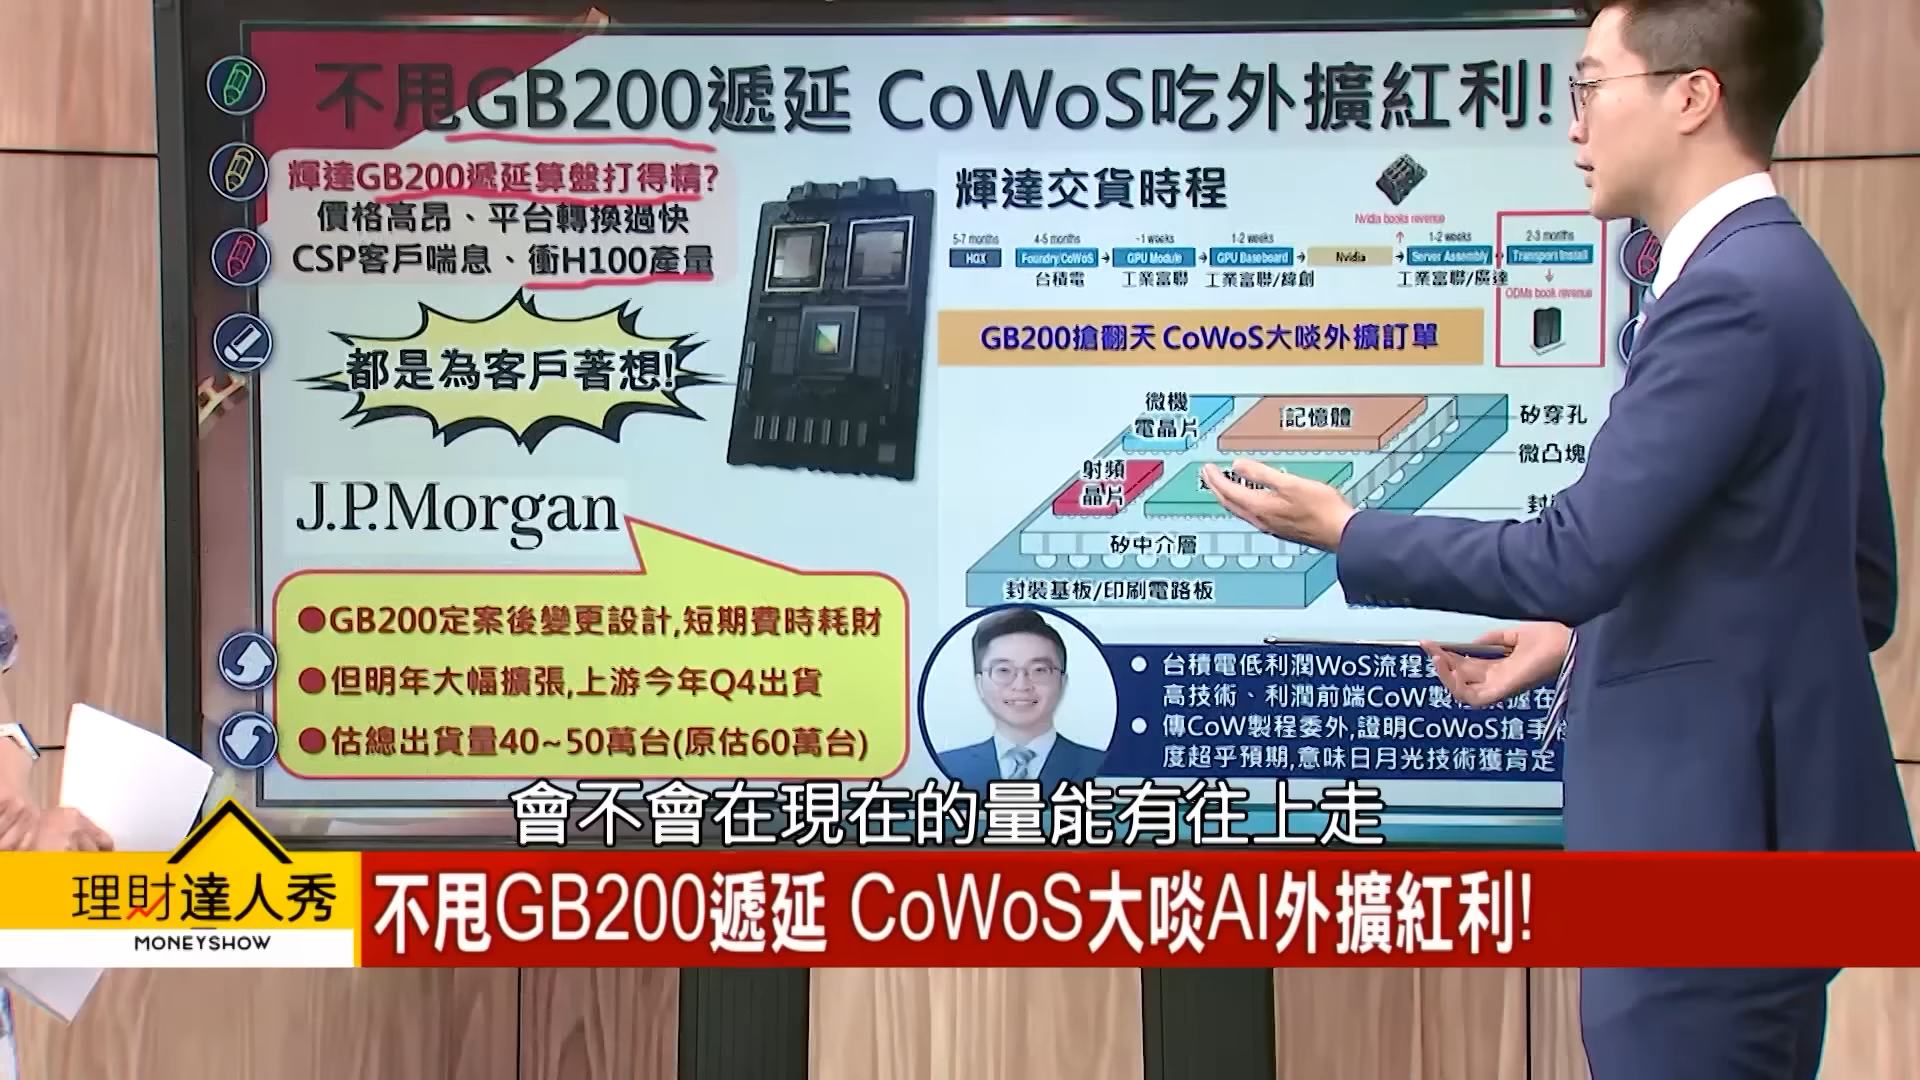 不甩GB200遞延 CoWoS吃外擴紅利!
輝達GB200遞延算盤打得精?
價格高昂、平台轉換過快
CSP客戶喘息、衝H100產量
都是為客戶著想!
J.P.Morgan
●GB200定案後變更設計,短期費時耗財
●但明年大幅擴張,上游今年Q4出貨
●估總出貨量40~50萬台(原估60萬台)
輝達交貨時程
Nvidia books revenue
5-7 months 4-5 months ~1 weeks 1-2 weeks 1-2 weeks 2-3 months
HGX Foundry/CoWoS GPU Module GPU Baseboard Nvidia Server Assembly Transport/Install
台積電 工業富聯 工業富聯/緯創 工業富聯/廣達
ODMs book revenue
GB200搶翻天 CoWoS大啖外擴訂單
微機
電晶片
記憶體
矽穿孔
微凸塊
射頻
晶片
封
矽中介層
封裝基板/印刷電路板
● 台積電低利潤WoS流程
高技術、利潤前端CoW製程
● 傳CoW製程委外,證明CoWoS搶手
度超乎預期,意味日月光技術獲肯定
會不會在現在的量能有往上走
理財達人秀
MONEYSHOW
不甩GB200遞延 CoWoS大啖AI外擴紅利!